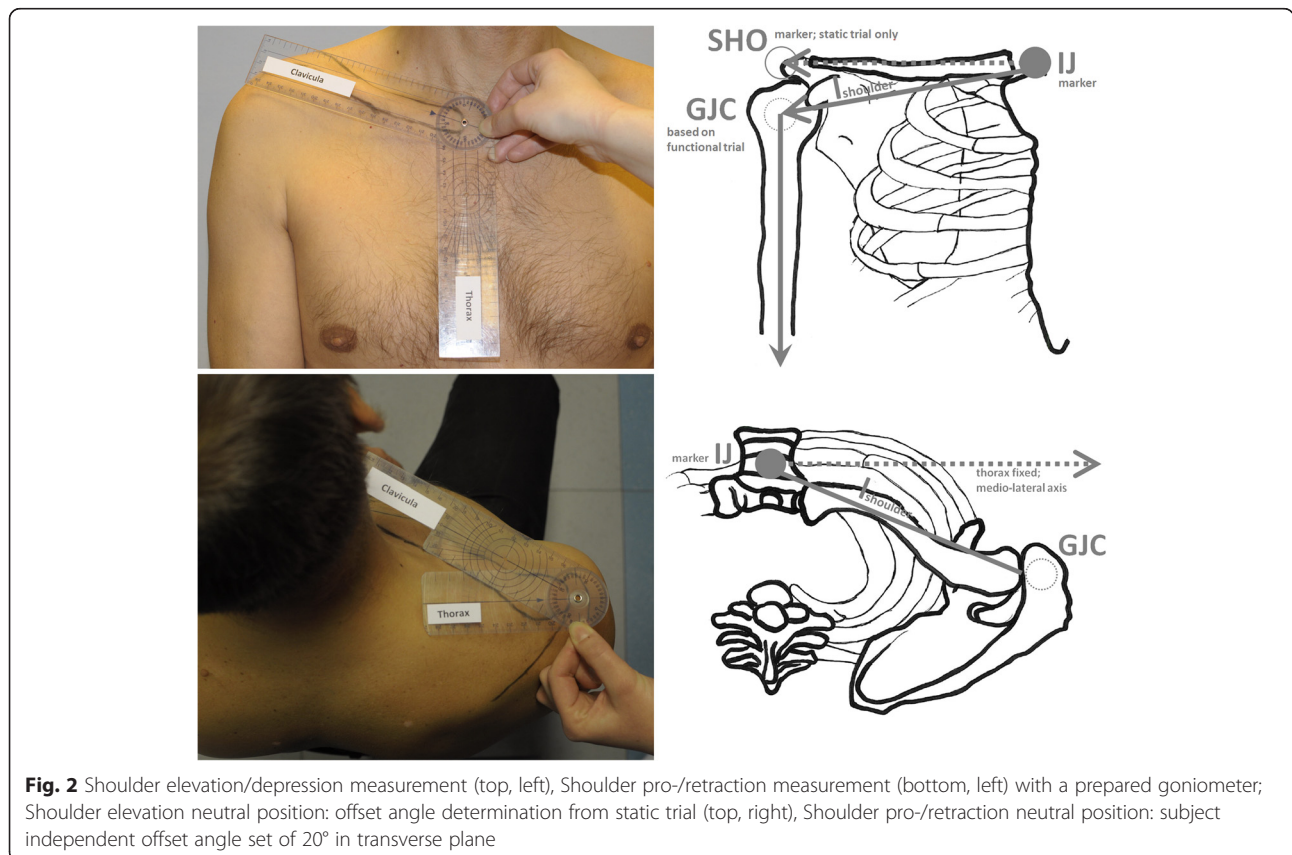 Clavicula
Thorax
SHO marker; static trial only
IJ
marker
l shoulder
GJC
based on
functional trial
Clavicula
Thorax
marker IJ
thorax fixed;
medio-lateral axis
l shoulder
GJC
Fig. 2 Shoulder elevation/depression measurement (top, left), Shoulder pro-/retraction measurement (bottom, left) with a prepared goniometer;
Shoulder elevation neutral position: offset angle determination from static trial (top, right), Shoulder pro-/retraction neutral position: subject
independent offset angle set of 20° in transverse plane